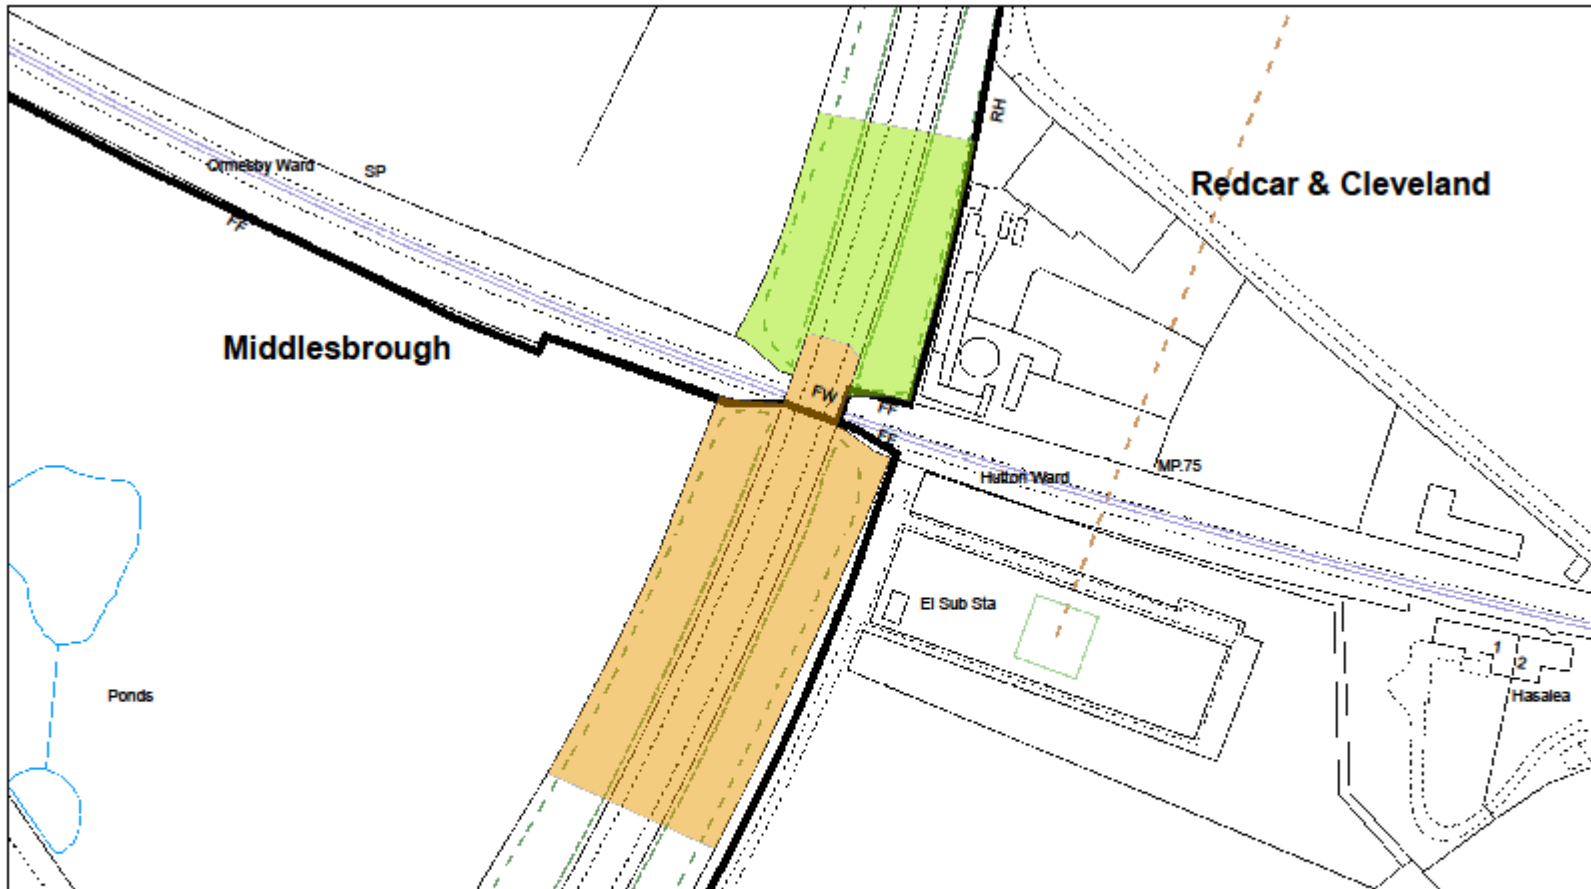 RH
Ormesby Ward
SP
Redcar & Cleveland
FF
Middlesbrough
FW
FF
FF
Hutton Ward
MP.75
El Sub Sta
1
2
Ponds
Hasalea